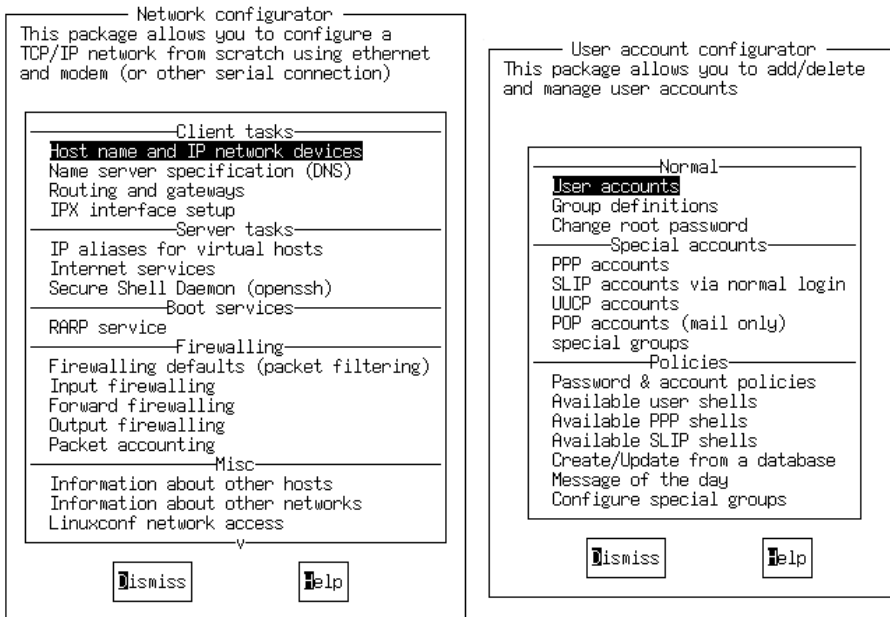 Network configurator
This package allows you to configure a
TCP/IP network from scratch using ethernet
and modem (or other serial connection)
Client tasks
Host name and IP network devices
Name server specification (DNS)
Routing and gateways
IPX interface setup
Server tasks
IP aliases for virtual hosts
Internet services
Secure Shell Daemon (openssh)
Boot services
RARP service
Firewalling
Firewalling defaults (packet filtering)
Input firewalling
Forward firewalling
Output firewalling
Packet accounting
Misc
Information about other hosts
Information about other networks
Linuxconf network access
v
Dismiss
Help
User account configurator
This package allows you to add/delete
and manage user accounts
Normal
User accounts
Group definitions
Change root password
Special accounts
PPP accounts
SLIP accounts via normal login
UUCP accounts
POP accounts (mail only)
special groups
Policies
Password & account policies
Available user shells
Available PPP shells
Available SLIP shells
Create/Update from a database
Message of the day
Configure special groups
Dismiss
Help